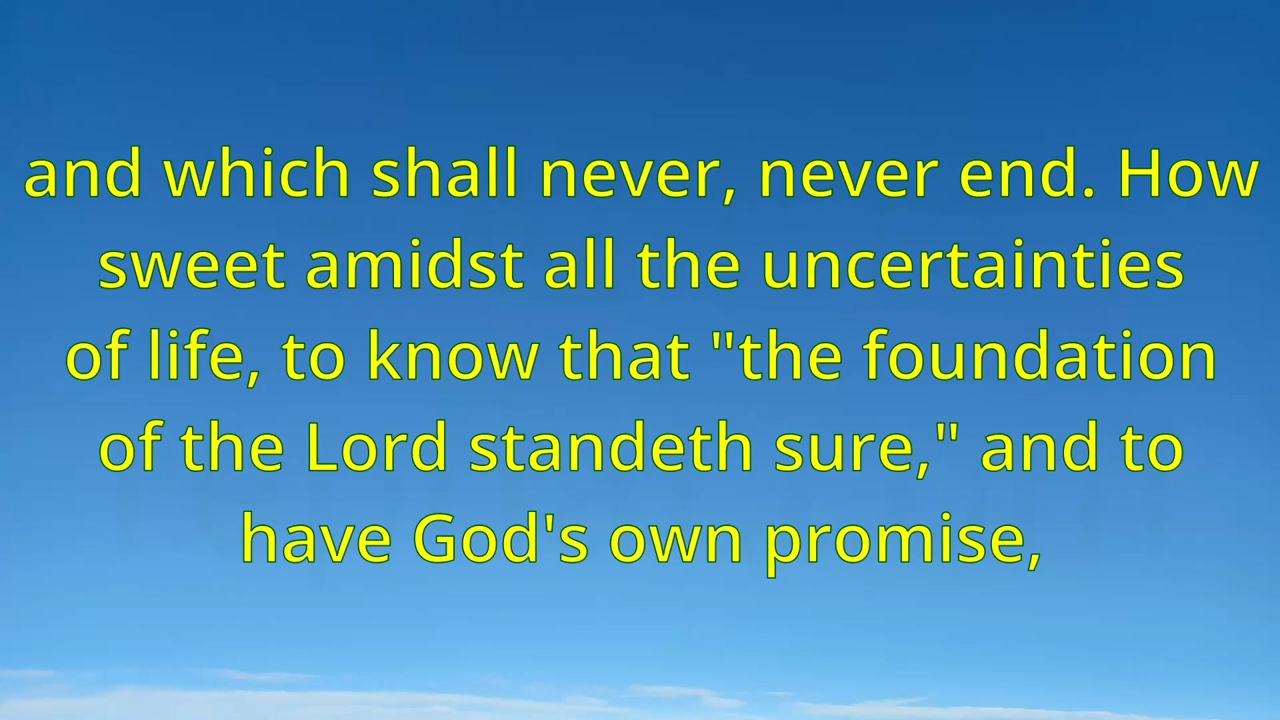 and which shall never, never end. How
sweet amidst all the uncertainties
of life, to know that "the foundation
of the Lord standeth sure," and to
have God's own promise,